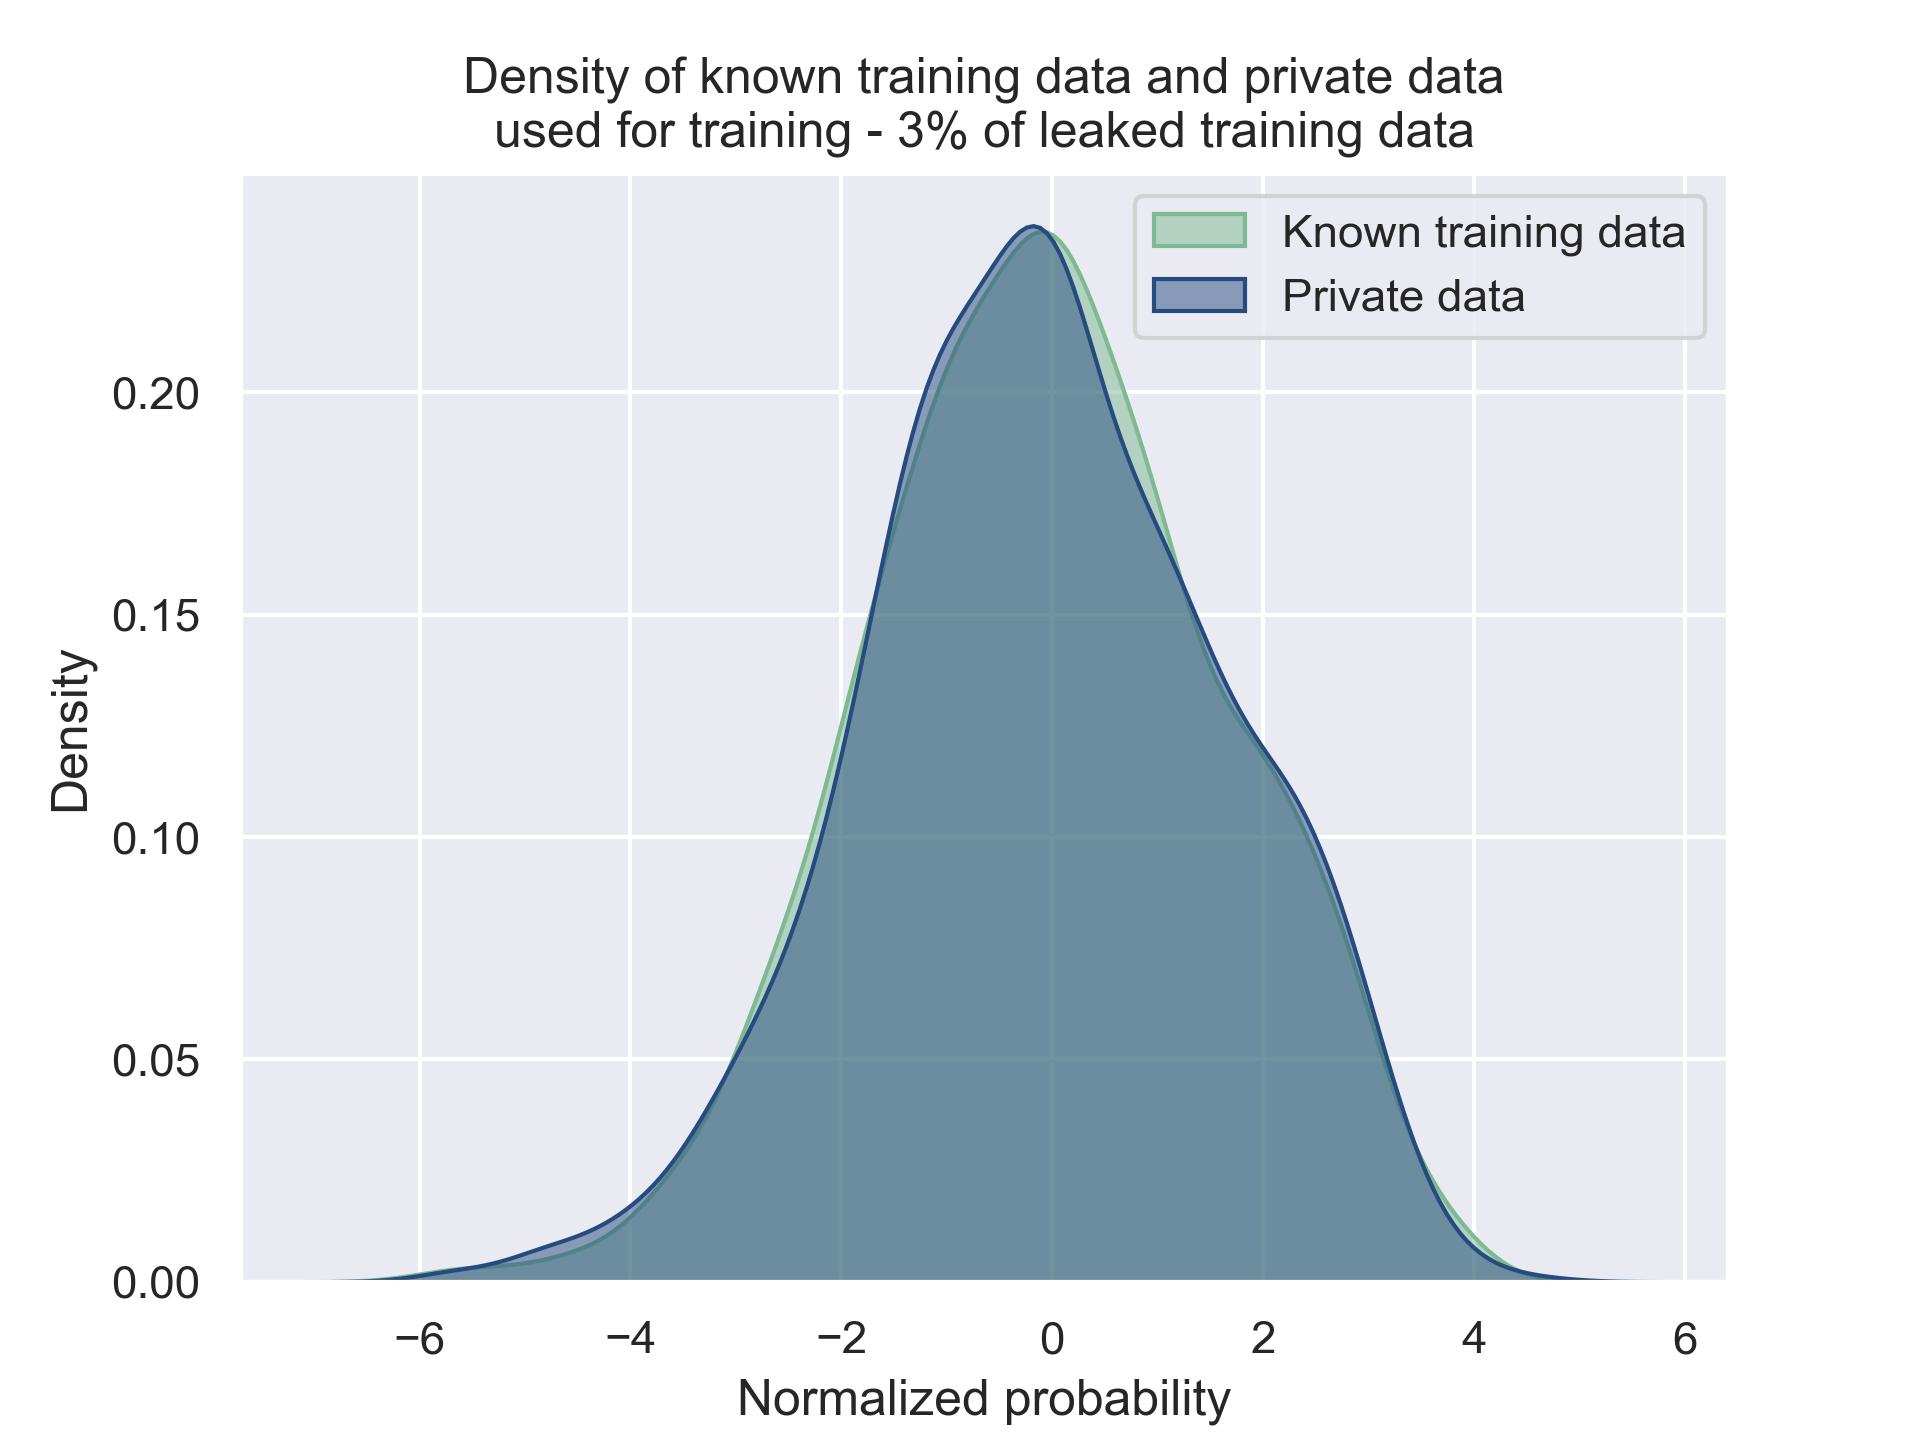 Density of known training data and private data
used for training - 3% of leaked training data
Known training data
Private data
Density
0.20
0.15
0.10
0.05
0.00
−6 −4 −2 0 2 4 6
Normalized probability